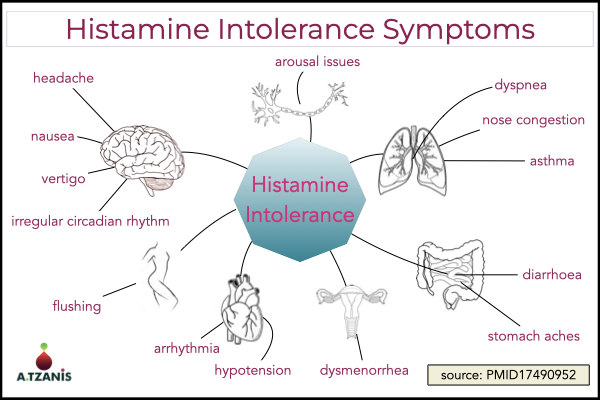 Histamine Intolerance Symptoms
arousal issues
headache
dyspnea
nose congestion
nausea
asthma
vertigo
Histamine
Intolerance
irregular circadian rhythm
diarrhoea
flushing
stomach aches
arrhythmia
hypotension
dysmenorrhea
A.TZANIS
source: PMID17490952